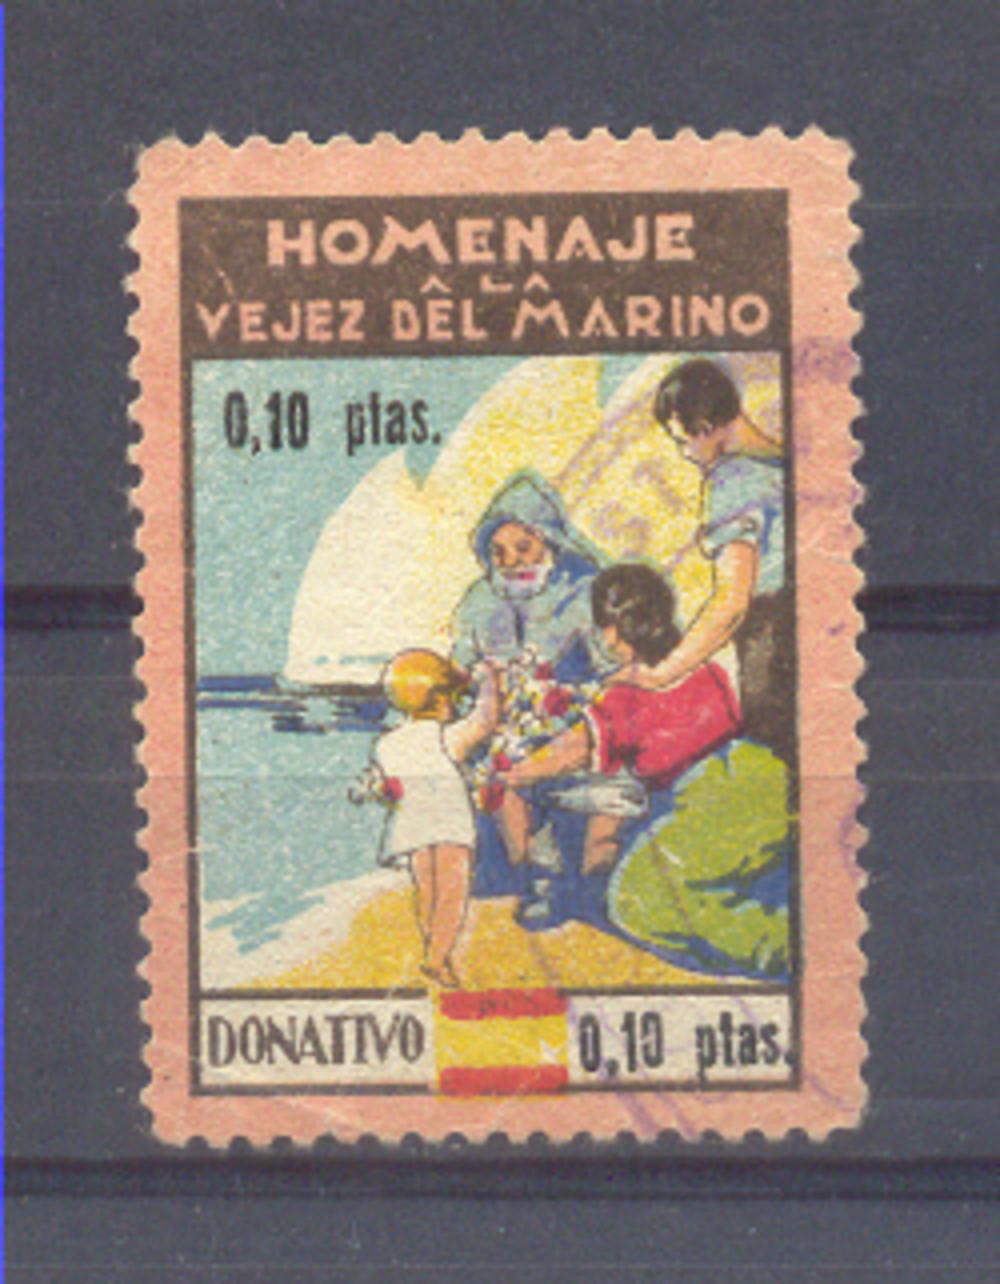 HOMENAJE
A LA
VEJEZ DEL MARINO
0,10 ptas.
DONATIVO 0,10 ptas.